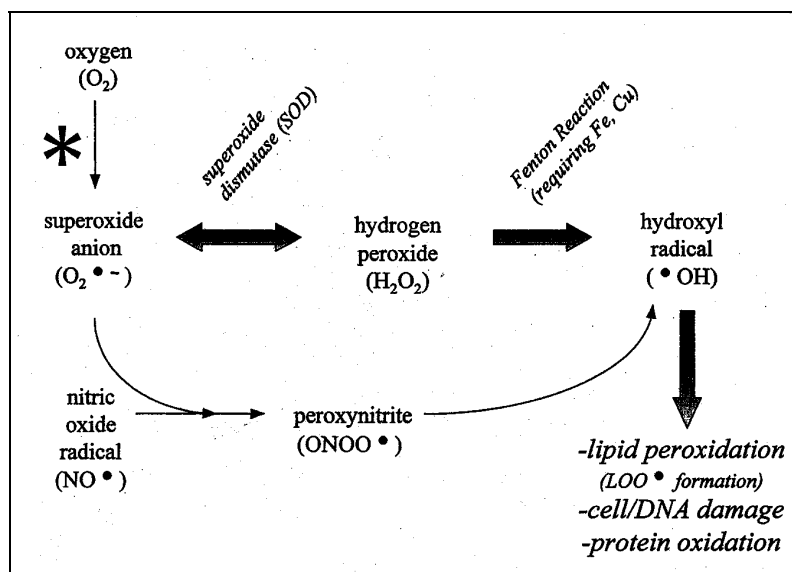 oxygen
(O₂)
*
superoxide
dismutase (SOD)
Fenton Reaction
(requiring Fe, Cu)
superoxide
anion
(O₂ • -)
hydrogen
peroxide
(H₂O₂)
hydroxyl
radical
( • OH)
nitric
oxide
radical
(NO • )
peroxynitrite
(ONOO • )
-lipid peroxidation
(LOO • formation)
-cell/DNA damage
-protein oxidation